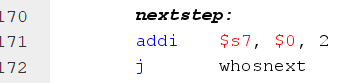 170 nextstep:
171 addi $s7, $0, 2
172 j whosnext